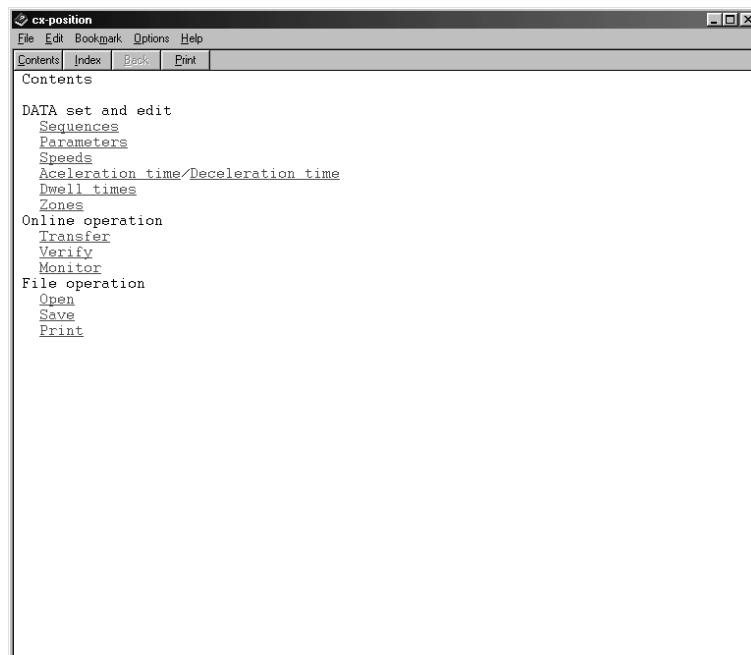 cx-position
File Edit Bookmark Options Help
Contents Index Back Print
Contents
DATA set and edit
Sequences
Parameters
Speeds
Aceleration time/Deceleration time
Dwell times
Zones
Online operation
Transfer
Verify
Monitor
File operation
Open
Save
Print